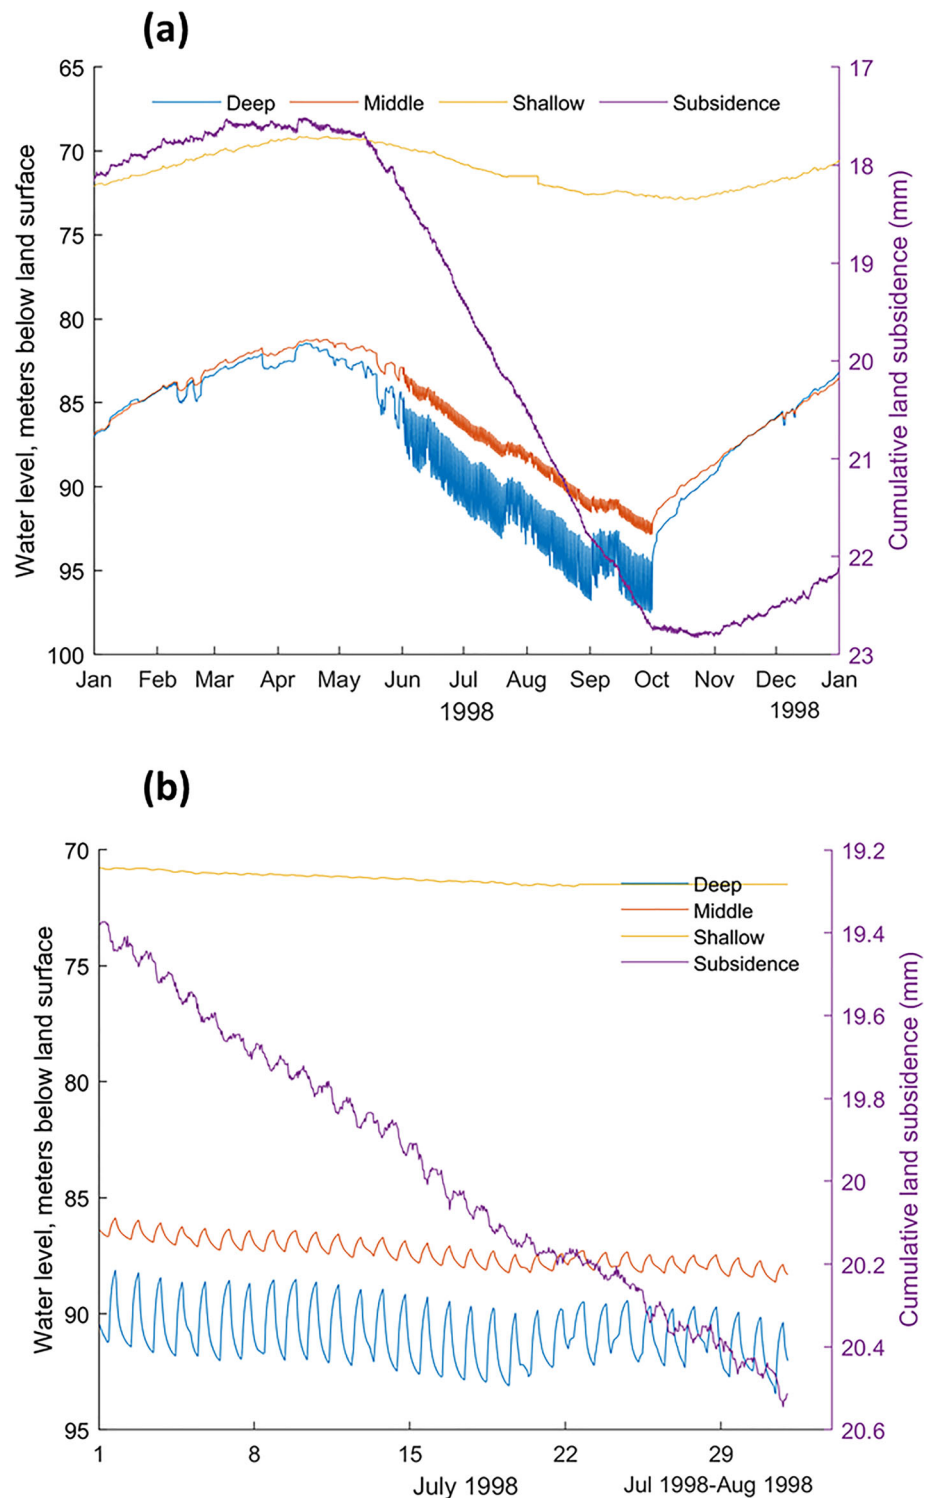 (a)
Water level, meters below land surface
65
70
75
80
85
90
95
100
Deep Middle Shallow Subsidence
17
18
19
20
21
22
23
Cumulative land subsidence (mm)
Jan Feb Mar Apr May Jun Jul Aug Sep Oct Nov Dec Jan
1998 1998
(b)
Water level, meters below land surface
70
75
80
85
90
95
Deep
Middle
Shallow
Subsidence
19.2
19.4
19.6
19.8
20
20.2
20.4
20.6
Cumulative land subsidence (mm)
1 8 15 22 29
July 1998 Jul 1998-Aug 1998